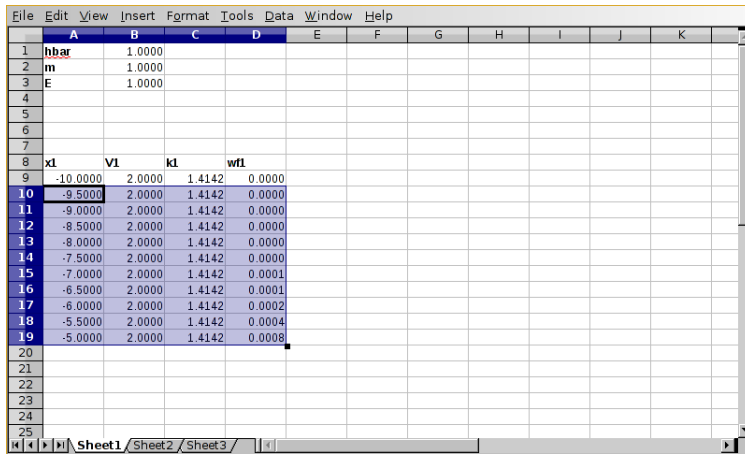 File Edit View Insert Format Tools Data Window Help
A B C D E F G H I J K
1 hbar 1.0000
2 m 1.0000
3 E 1.0000
4
5
6
7
8 x1 V1 k1 wf1
9 -10.0000 2.0000 1.4142 0.0000
10 -9.5000 2.0000 1.4142 0.0000
11 -9.0000 2.0000 1.4142 0.0000
12 -8.5000 2.0000 1.4142 0.0000
13 -8.0000 2.0000 1.4142 0.0000
14 -7.5000 2.0000 1.4142 0.0000
15 -7.0000 2.0000 1.4142 0.0001
16 -6.5000 2.0000 1.4142 0.0001
17 -6.0000 2.0000 1.4142 0.0002
18 -5.5000 2.0000 1.4142 0.0004
19 -5.0000 2.0000 1.4142 0.0008
20
21
22
23
24
25
Sheet1 Sheet2 Sheet3